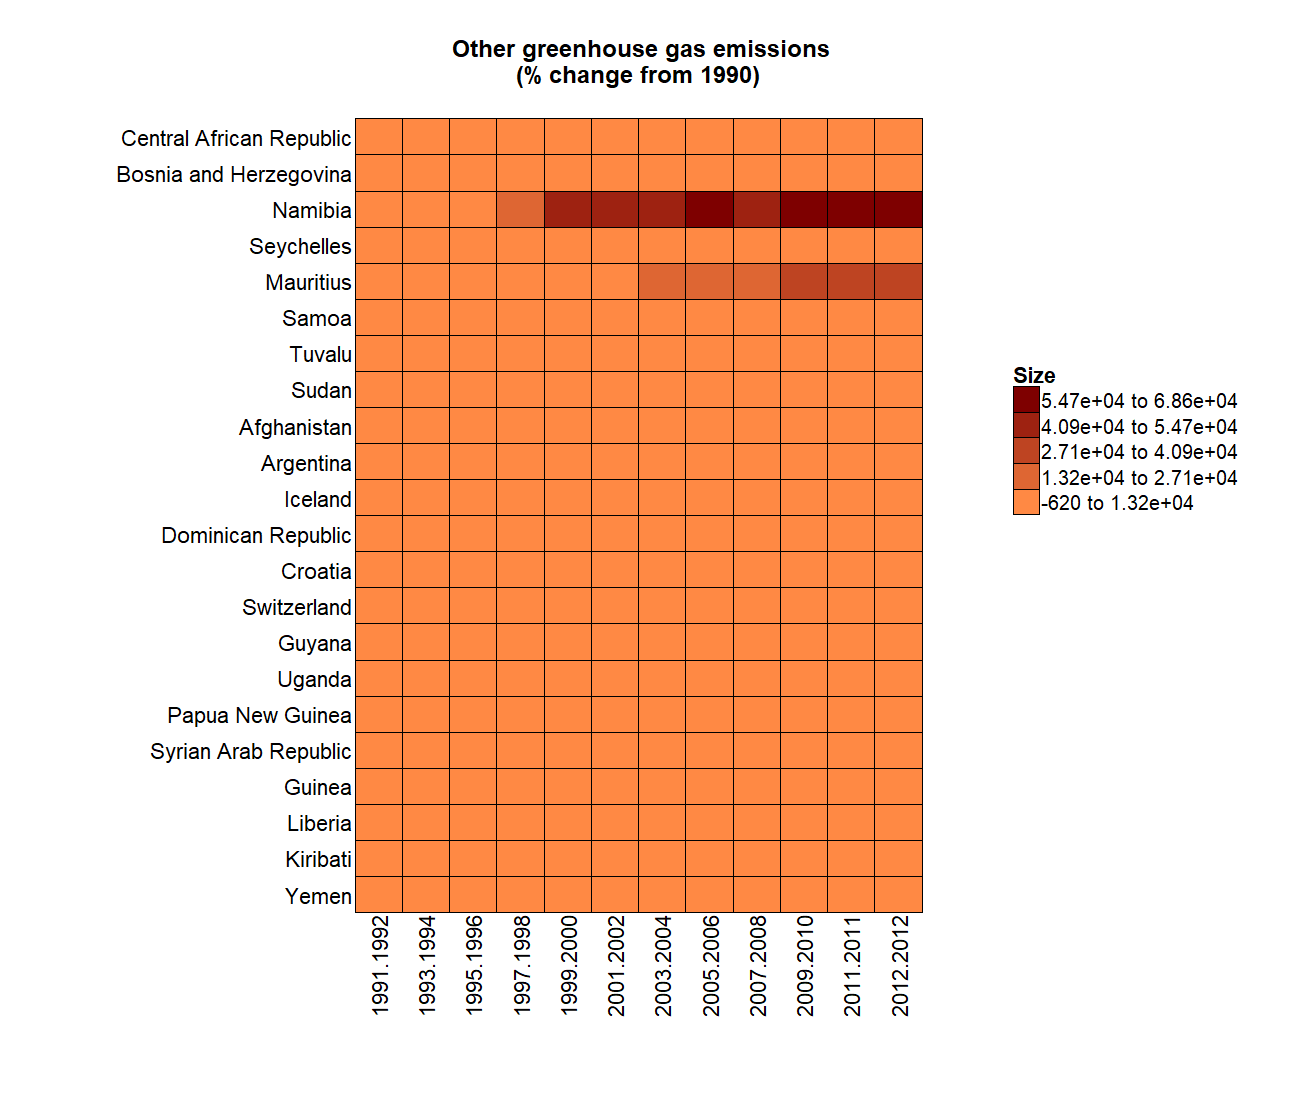 Other greenhouse gas emissions
(% change from 1990)
Central African Republic
Bosnia and Herzegovina
Namibia
Seychelles
Mauritius
Samoa
Tuvalu
Sudan
Afghanistan
Argentina
Iceland
Dominican Republic
Croatia
Switzerland
Guyana
Uganda
Papua New Guinea
Syrian Arab Republic
Guinea
Liberia
Kiribati
Yemen
1991.1992
1993.1994
1995.1996
1997.1998
1999.2000
2001.2002
2003.2004
2005.2006
2007.2008
2009.2010
2011.2011
2012.2012
Size
5.47e+04 to 6.86e+04
4.09e+04 to 5.47e+04
2.71e+04 to 4.09e+04
1.32e+04 to 2.71e+04
-620 to 1.32e+04